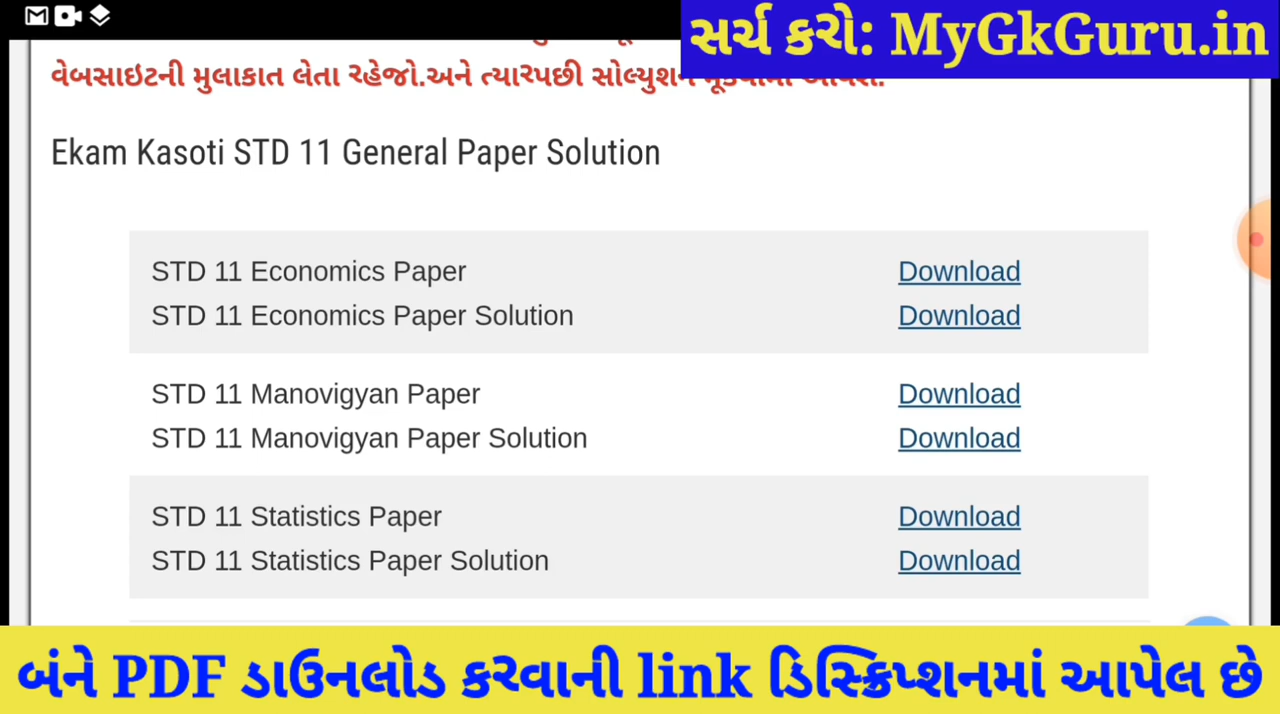 સર્ચ કરો: MyGkGuru.in
વેબસાઇટની મુલાકાત લેતા રહેજો.અને ત્યારપછી સોલ્યુશન
Ekam Kasoti STD 11 General Paper Solution
STD 11 Economics Paper Download
STD 11 Economics Paper Solution Download
STD 11 Manovigyan Paper Download
STD 11 Manovigyan Paper Solution Download
STD 11 Statistics Paper Download
STD 11 Statistics Paper Solution Download
બંને PDF ડાઉનલોડ કરવાની link ડિસ્ક્રિપ્શનમાં આપેલ છે